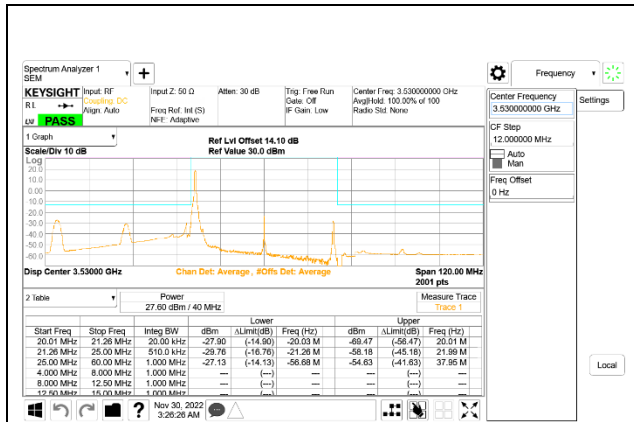 Spectrum Analyzer 1
SEM
Frequency
KEYSIGHT
Input: RF
Coupling: DC
Align: Auto
Input Z: 50 Ω
Freq Ref: Int (S)
NFE: Adaptive
Atten: 30 dB
Trig: Free Run
Gate: Off
IF Gain: Low
Center Freq: 3.530000000 GHz
Avg|Hold: 100.00% of 100
Radio Std: None
R L
PASS
Center Frequency
3.530000000 GHz
Settings
CF Step
12.000000 MHz
Auto
Man
Freq Offset
0 Hz
Local
1 Graph
Scale/Div 10 dB
Ref Lvl Offset 14.10 dB
Ref Value 30.0 dBm
Log
20.0
10.0
0.00
-10.0
-20.0
-30.0
-40.0
-50.0
-60.0
Disp Center 3.53000 GHz
Chan Det: Average, #Offs Det: Average
Span 120.00 MHz
2001 pts
2 Table
Power
27.60 dBm / 40 MHz
Measure Trace
Trace 1
Lower Upper
Start Freq Stop Freq Integ BW dBm ΔLimit(dB) Freq (Hz) dBm ΔLimit(dB) Freq (Hz)
20.01 MHz 21.26 MHz 20.00 kHz -27.90 (-14.90) -20.03 M -69.47 (-56.47) 20.01 M
21.26 MHz 25.00 MHz 510.0 kHz -29.76 (-16.76) -21.26 M -58.18 (-45.18) 21.99 M
25.00 MHz 60.00 MHz 1.000 MHz -27.13 (-14.13) -56.68 M -54.63 (-41.63) 37.95 M
4.000 MHz 8.000 MHz 1.000 MHz --- (---) --- (---)
8.000 MHz 12.50 MHz 1.000 MHz --- (---) --- (---)
12.50 MHz 15.00 MHz 1.000 MHz --- (---) --- (---)
Nov 30, 2022
3:26:26 AM